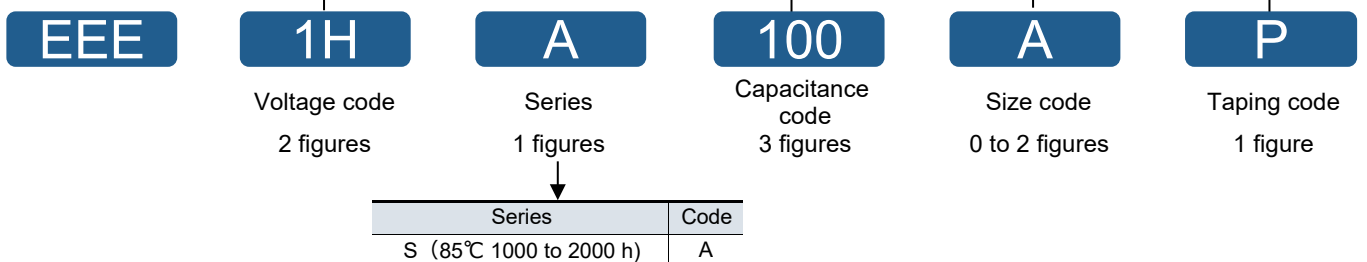 EEE 1H A 100 A P
Voltage code Series Capacitance code Size code Taping code
2 figures 1 figures 3 figures 0 to 2 figures 1 figure
Series Code
S（85℃ 1000 to 2000 h) A